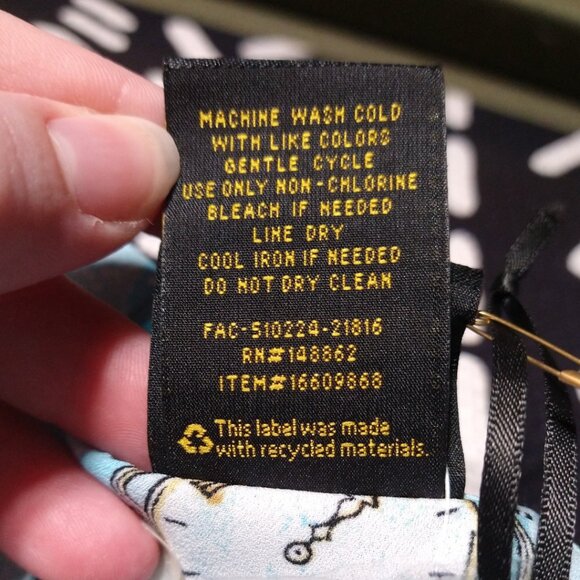 MACHINE WASH COLD
WITH LIKE COLORS
GENTLE CYCLE
USE ONLY NON-CHLORINE
BLEACH IF NEEDED
LINE DRY
COOL IRON IF NEEDED
DO NOT DRY CLEAN
FAC-510224-21816
RN#148862
ITEM#16609868
This label was made
with recycled materials.